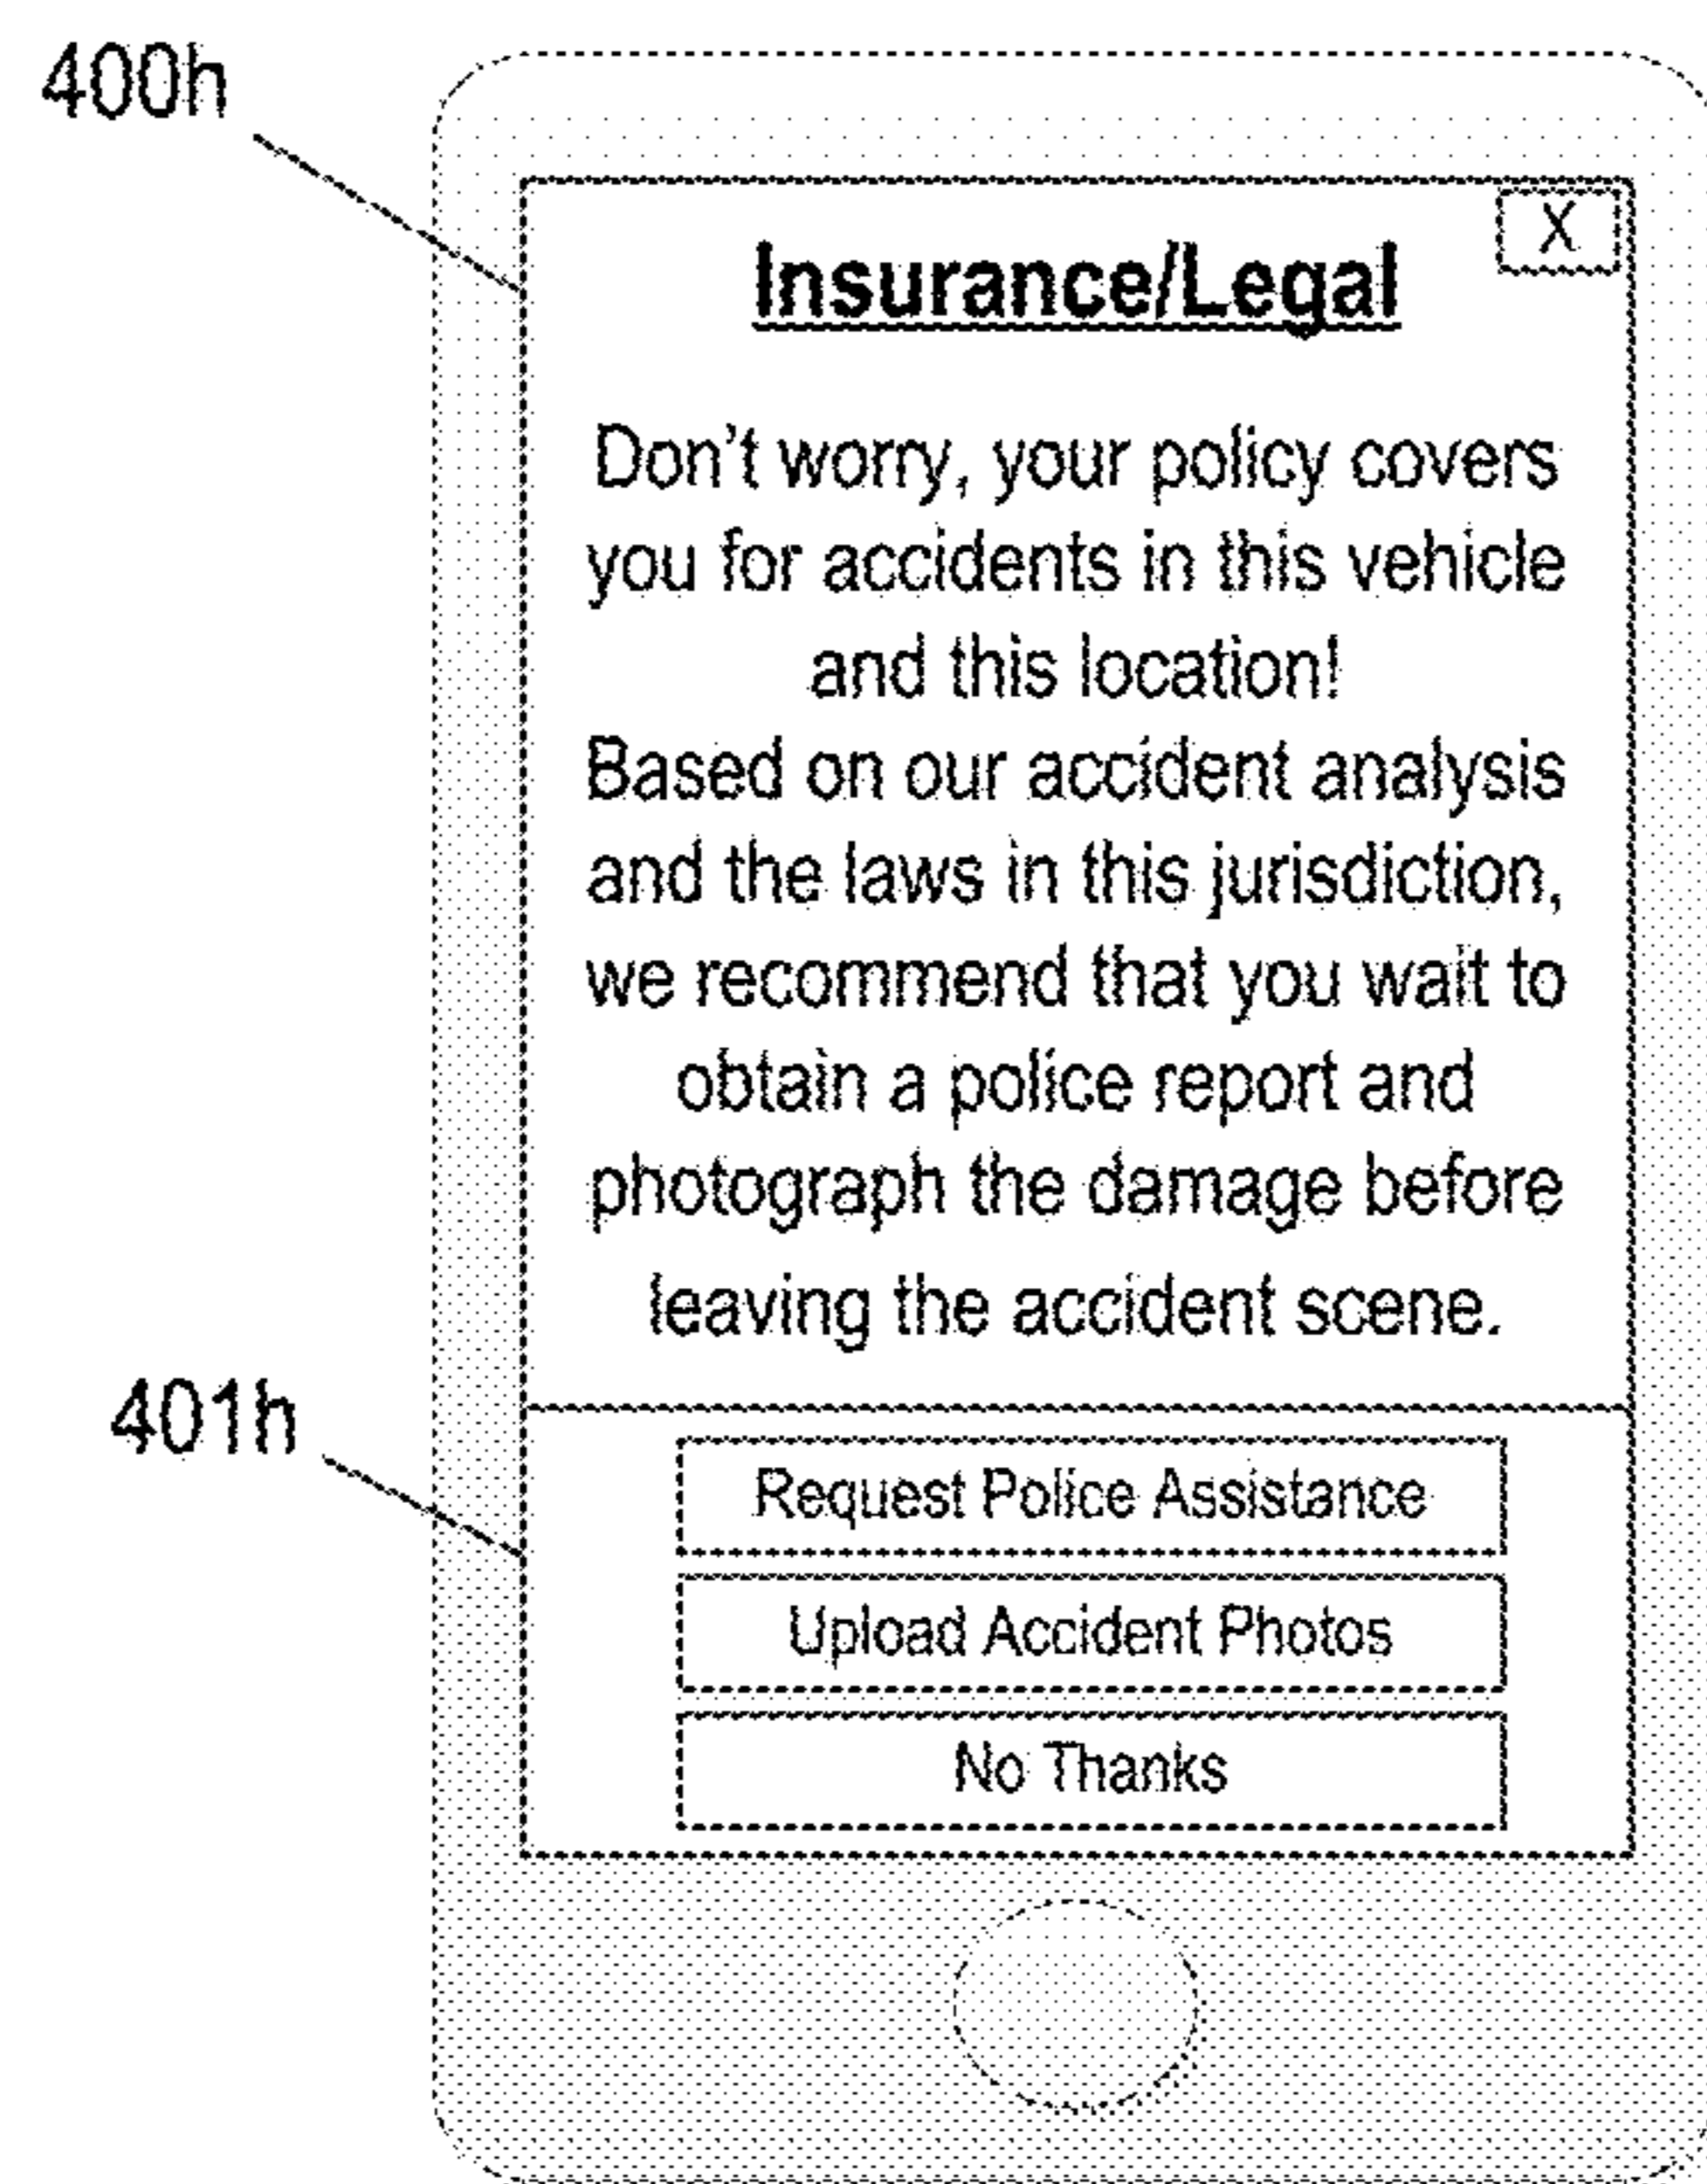 400h
X
Insurance/Legal
Don't worry, your policy covers
you for accidents in this vehicle
and this location!
Based on our accident analysis
and the laws in this jurisdiction,
we recommend that you wait to
obtain a police report and
photograph the damage before
leaving the accident scene.
401h
Request Police Assistance
Upload Accident Photos
No Thanks